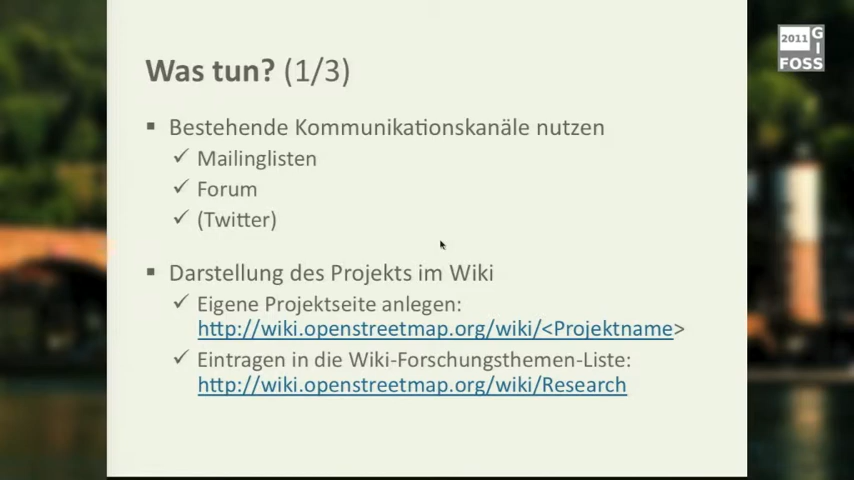 Was tun? (1/3)
Bestehende Kommunikationskanäle nutzen
Mailinglisten
Forum
(Twitter)
Darstellung des Projekts im Wiki
Eigene Projektseite anlegen:
http://wiki.openstreetmap.org/wiki/<Projektname>
Eintragen in die Wiki-Forschungsthemen-Liste:
http://wiki.openstreetmap.org/wiki/Research
2011 GI
FOSS